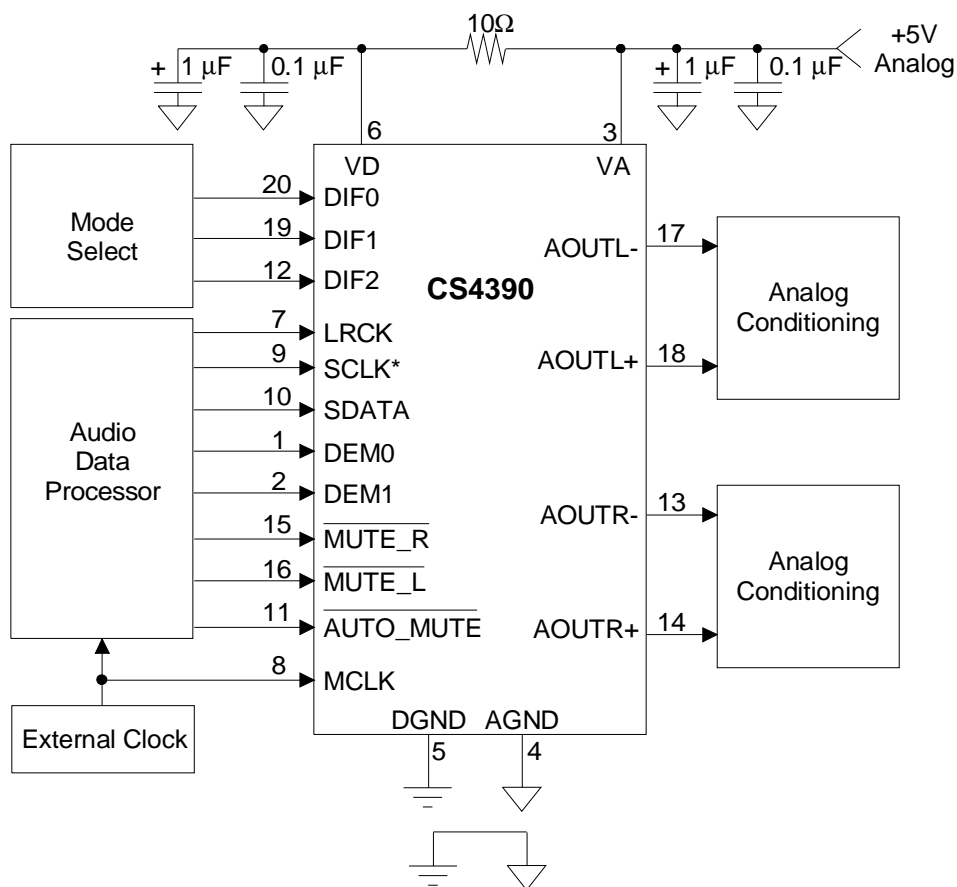 10Ω
+5V
Analog
+ 1 μF
0.1 μF
+ 1 μF
0.1 μF
6
3
VD
VA
Mode
Select
20
DIF0
19
DIF1
12
DIF2
CS4390
AOUTL-
17
AOUTL+
18
Analog
Conditioning
Audio
Data
Processor
7
LRCK
9
SCLK*
10
SDATA
1
DEM0
2
DEM1
15
MUTE_R
16
MUTE_L
11
AUTO_MUTE
8
MCLK
AOUTR-
13
AOUTR+
14
Analog
Conditioning
External Clock
DGND
AGND
5
4